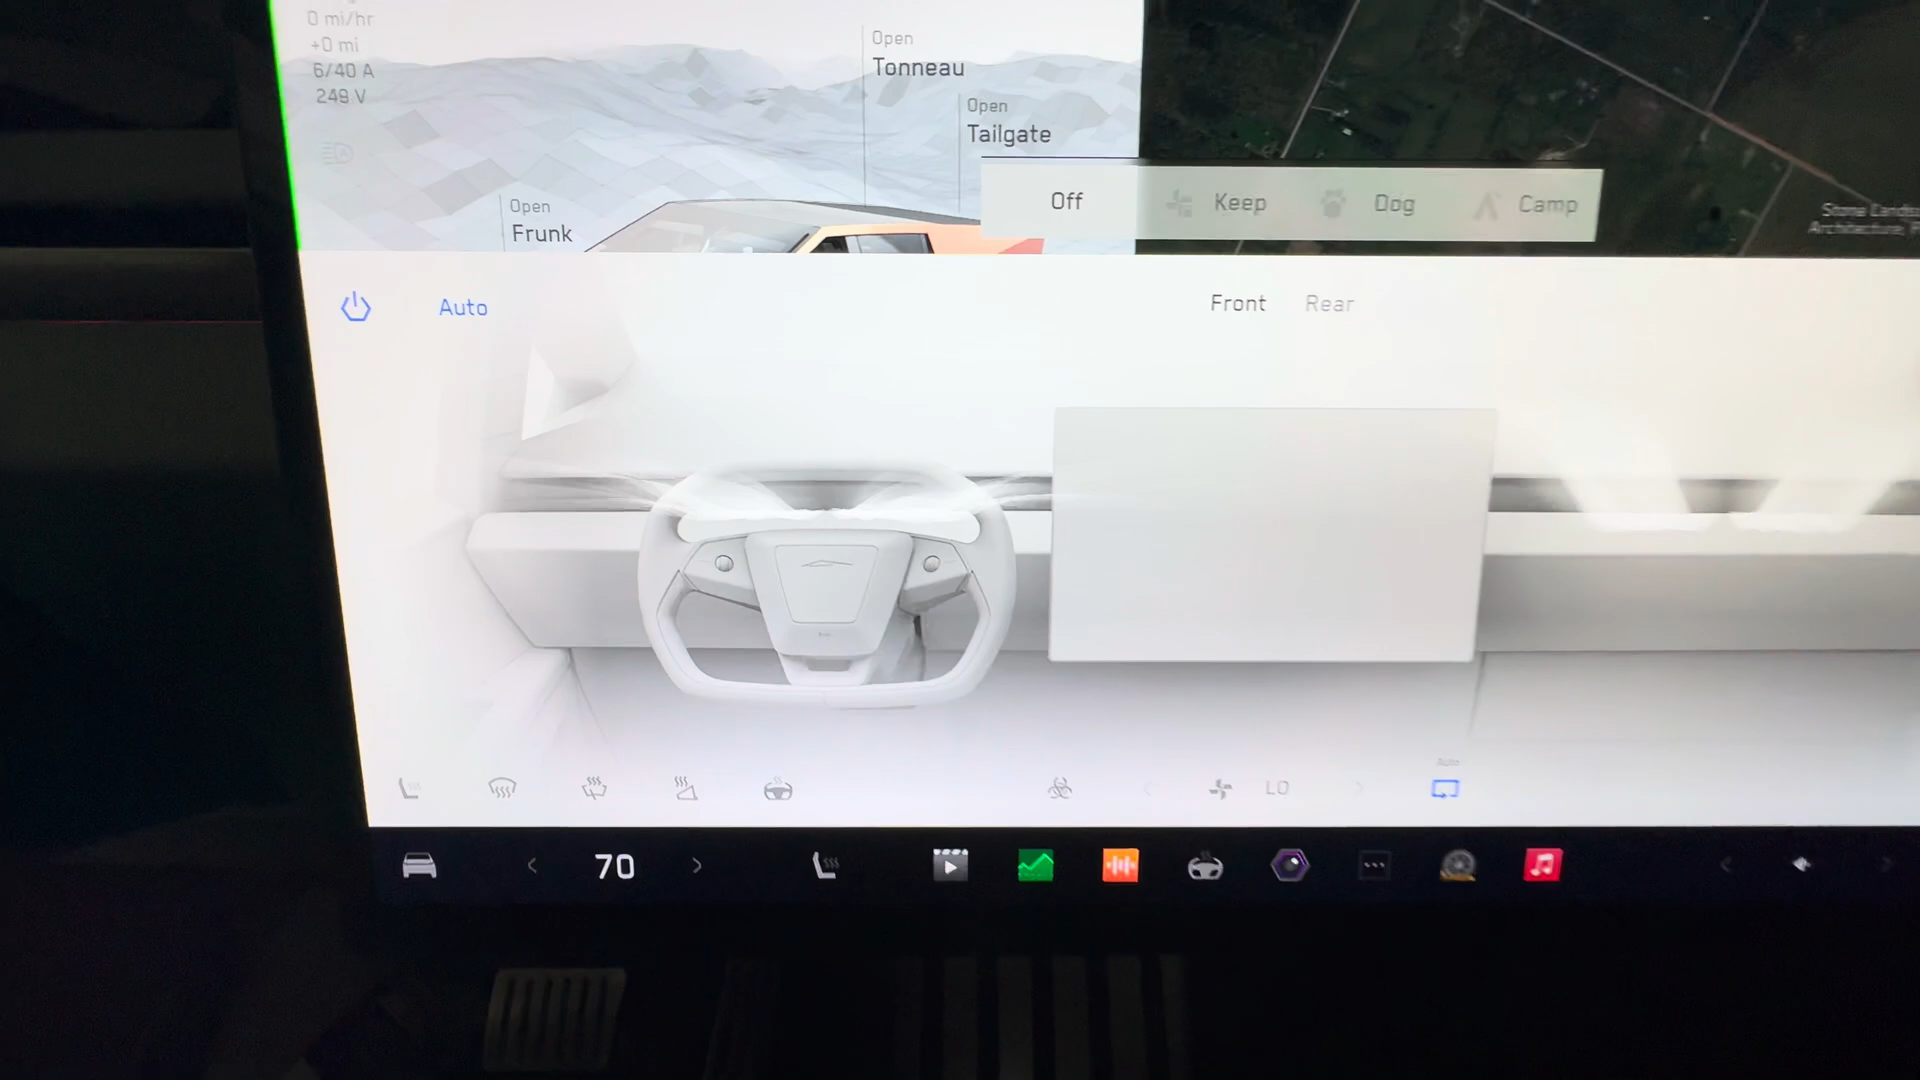 0 mi/hr
+0 mi
6/40 A
249 V
Open
Tonneau
Open
Tailgate
Open
Frunk
Off
Keep
Dog
Camp
Auto
Front
Rear
LO
Auto
70